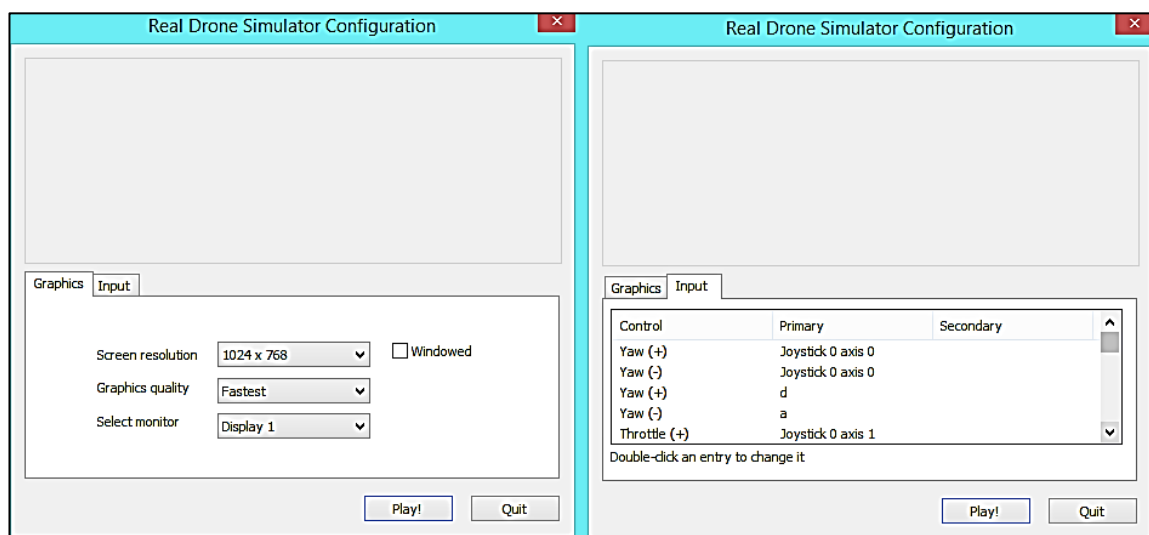 Real Drone Simulator Configuration
Graphics Input
Screen resolution 1024 x 768 Windowed
Graphics quality Fastest
Select monitor Display 1
Play! Quit
Real Drone Simulator Configuration
Graphics Input
Control Primary Secondary
Yaw (+) Joystick 0 axis 0
Yaw (-) Joystick 0 axis 0
Yaw (+) d
Yaw (-) a
Throttle (+) Joystick 0 axis 1
Double-click an entry to change it
Play! Quit